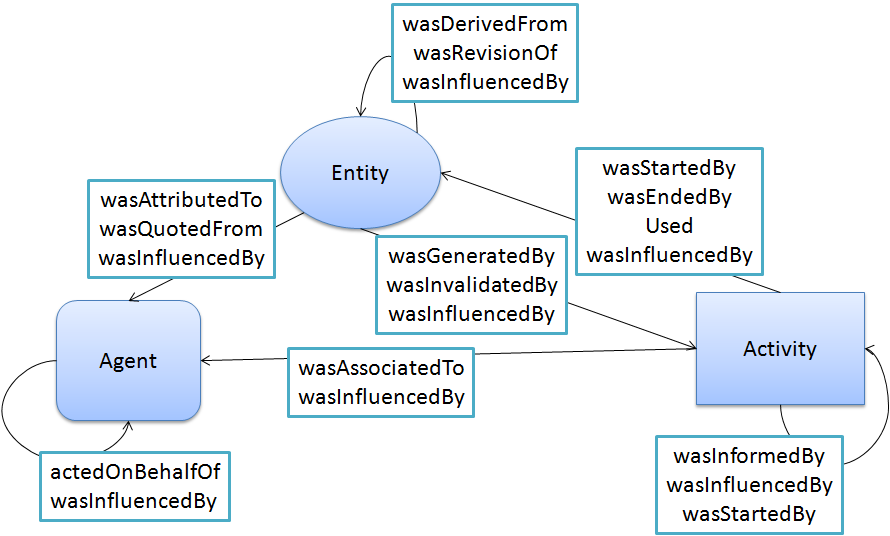 wasDerivedFrom
wasRevisionOf
wasInfluencedBy
Entity
wasAttributedTo
wasQuotedFrom
wasInfluencedBy
wasStartedBy
wasEndedBy
Used
wasInfluencedBy
wasGeneratedBy
wasInvalidatedBy
wasInfluencedBy
Agent
Activity
wasAssociatedTo
wasInfluencedBy
actedOnBehalfOf
wasInfluencedBy
wasInformedBy
wasInfluencedBy
wasStartedBy